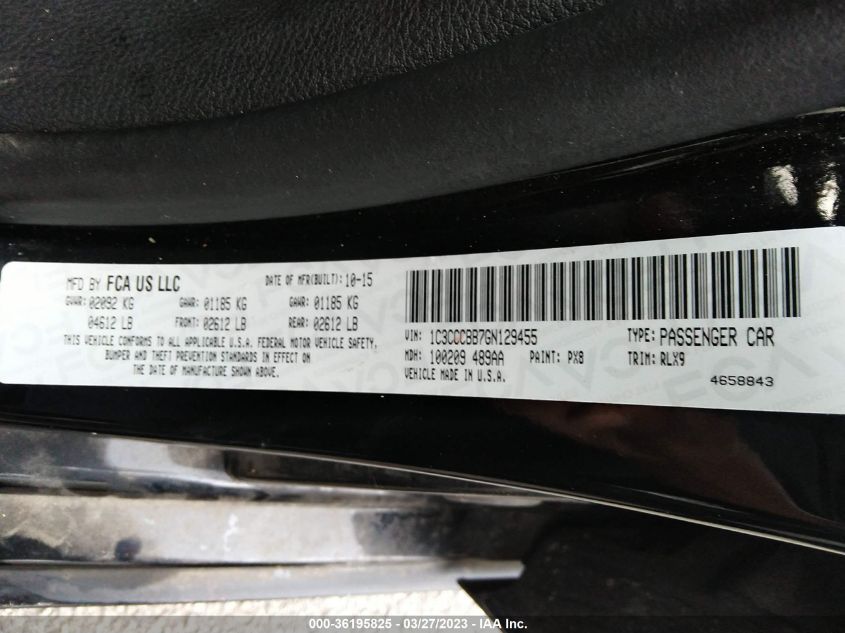 MFD BY FCA US LLC DATE OF MFR(BUILT): 10-15
GVWR: 02092 KG GAWR: 01185 KG GAWR: 01185 KG
04612 LB FRONT: 02612 LB REAR: 02612 LB
THIS VEHICLE CONFORMS TO ALL APPLICABLE U.S.A. FEDERAL MOTOR VEHICLE SAFETY,
BUMPER AND THEFT PREVENTION STANDARDS IN EFFECT ON
THE DATE OF MANUFACTURE SHOWN ABOVE.
VIN: 1C3CCCBB7GN129455 TYPE: PASSENGER CAR
MDH: 100209 489AA PAINT: PX8 TRIM: RLX9
VEHICLE MADE IN U.S.A. 4658843
000-36195825 - 03/27/2023 - IAA Inc.